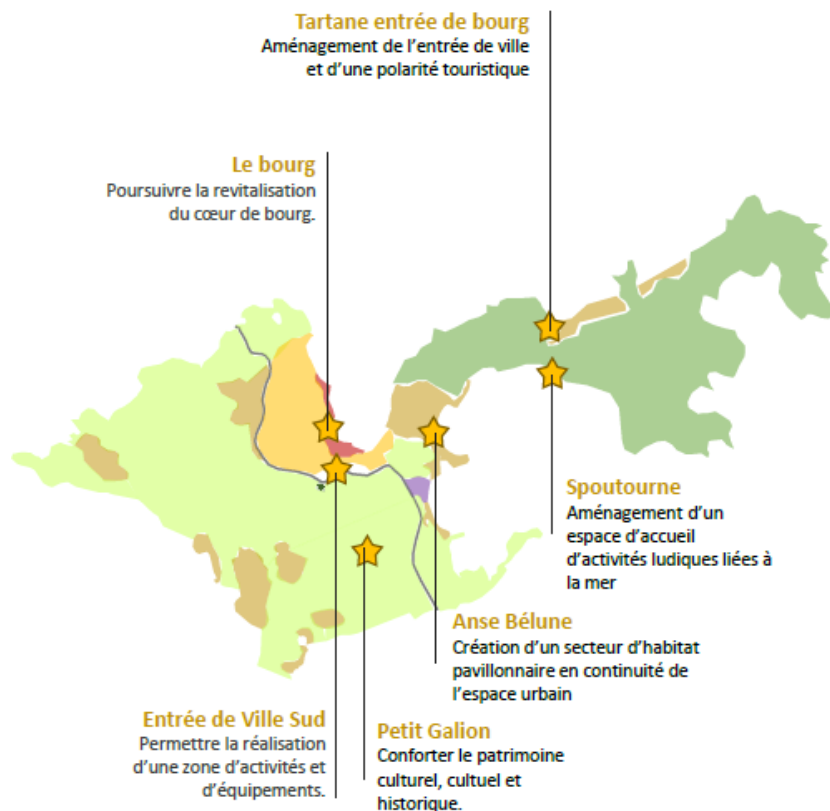 Tartane entrée de bourg
Aménagement de l'entrée de ville
et d'une polarité touristique
Le bourg
Poursuivre la revitalisation
du cœur de bourg.
Spoutourne
Aménagement d'un
espace d'accueil
d'activités ludiques liées à
la mer
Anse Bélune
Création d'un secteur d'habitat
pavillonnaire en continuité de
l'espace urbain
Entrée de Ville Sud
Permettre la réalisation
d'une zone d'activités et
d'équipements.
Petit Galion
Conforter le patrimoine
culturel, cultuel et
historique.